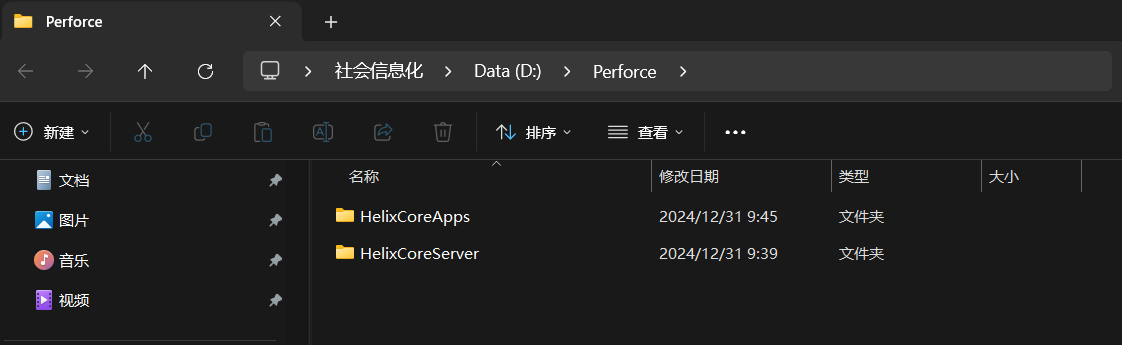 Perforce
社会信息化 Data (D:) Perforce
新建 排序 查看
文档
图片
音乐
视频
名称 修改日期 类型 大小
HelixCoreApps 2024/12/31 9:45 文件夹
HelixCoreServer 2024/12/31 9:39 文件夹